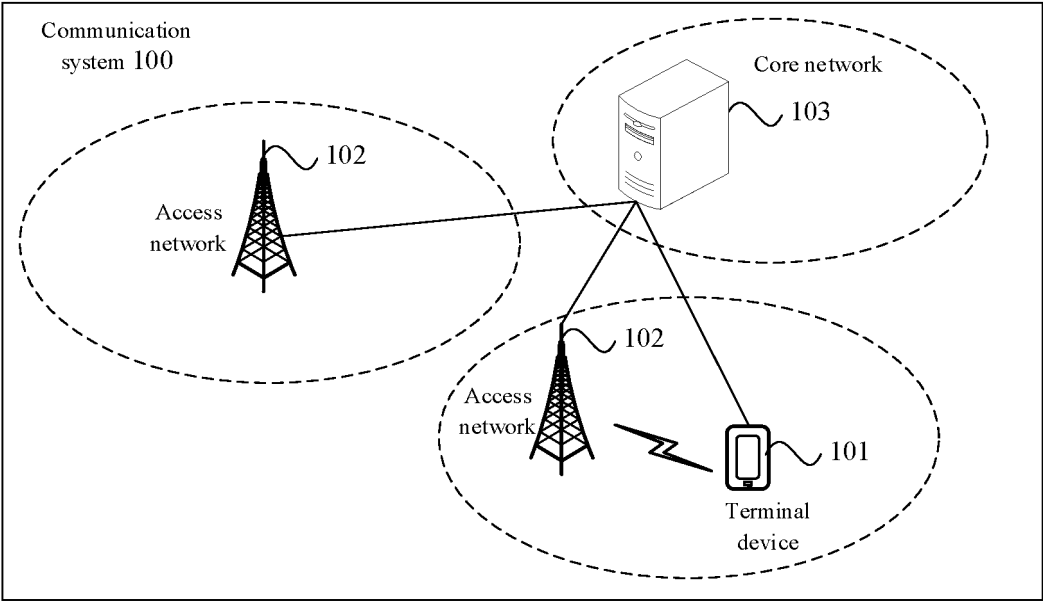 Communication
system 100
Core network
103
102
Access
network
102
Access
network
101
Terminal
device